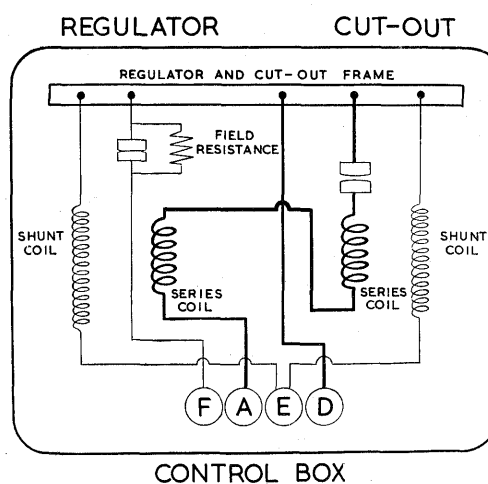 REGULATOR CUT-OUT
REGULATOR AND CUT-OUT FRAME
FIELD
RESISTANCE
SHUNT
COIL
SERIES
COIL
SERIES
COIL
SHUNT
COIL
F A E D
CONTROL BOX